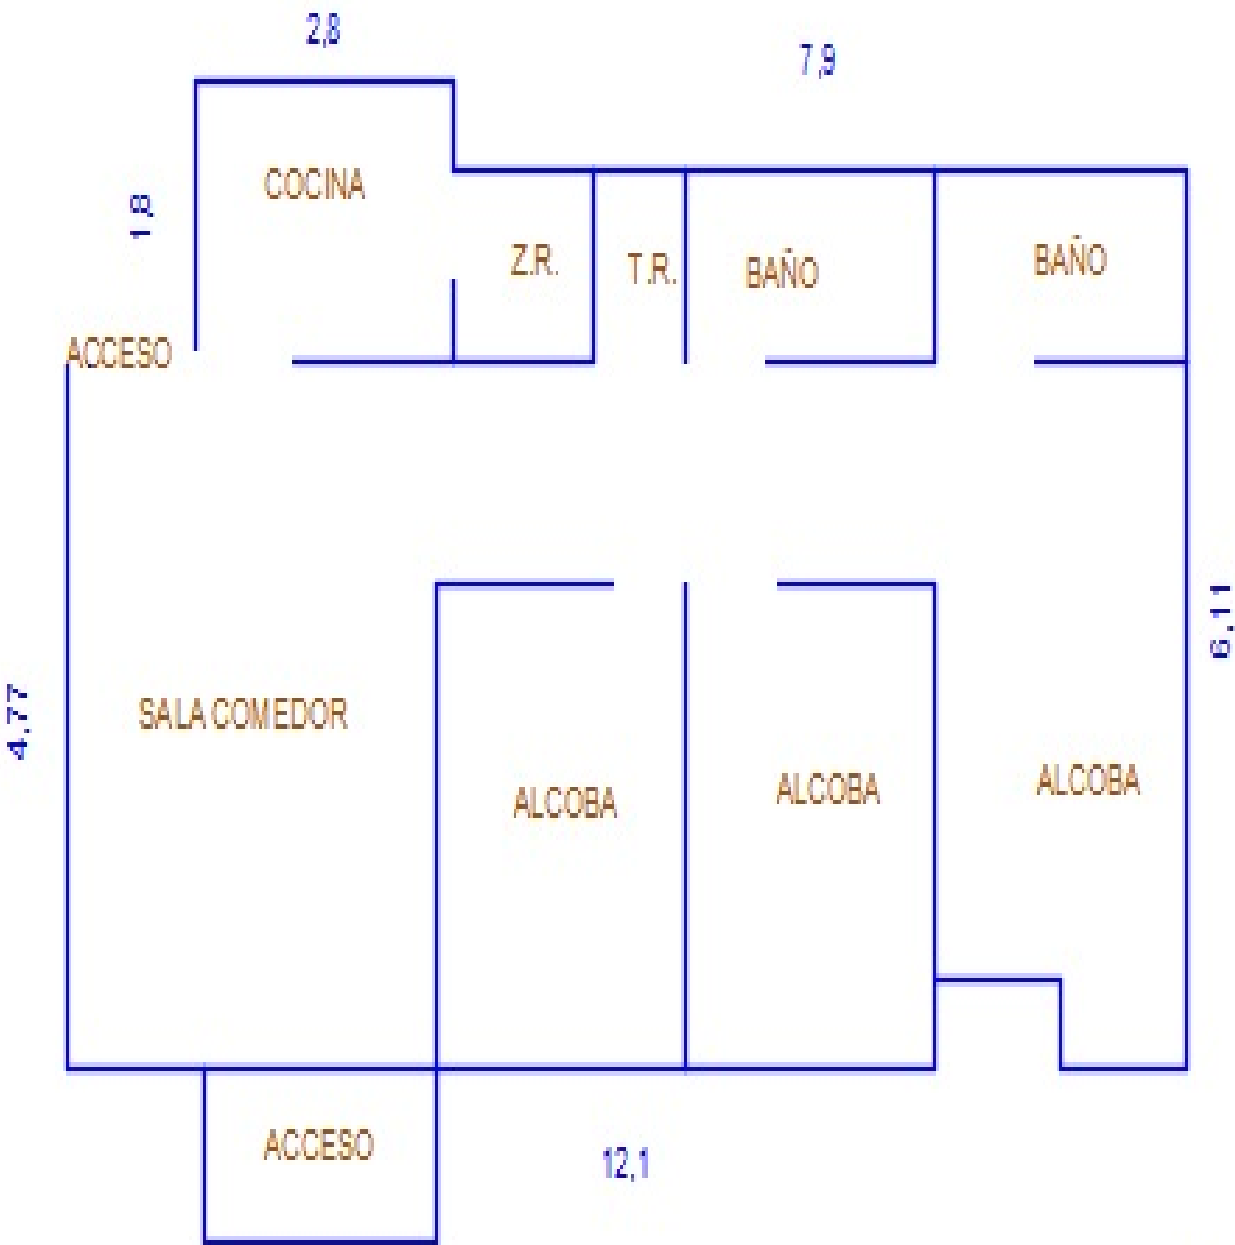 2,8
7,9
COCINA
1,8
Z.R.
T.R.
BAÑO
BAÑO
ACCESO
6,11
4,77
SALA COMEDOR
ALCOBA
ALCOBA
ALCOBA
ACCESO
12,1